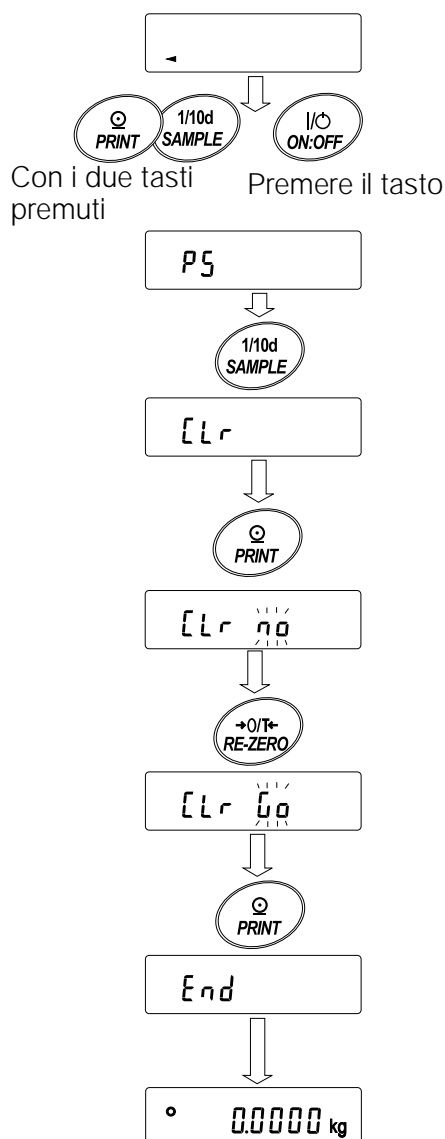 PRINT
1/10d
SAMPLE
ON:OFF
Con i due tasti
premuti
Premere il tasto
PS
1/10d
SAMPLE
CLr
PRINT
CLr no
→0/T←
RE-ZERO
CLr Go
PRINT
End
0.0000 kg